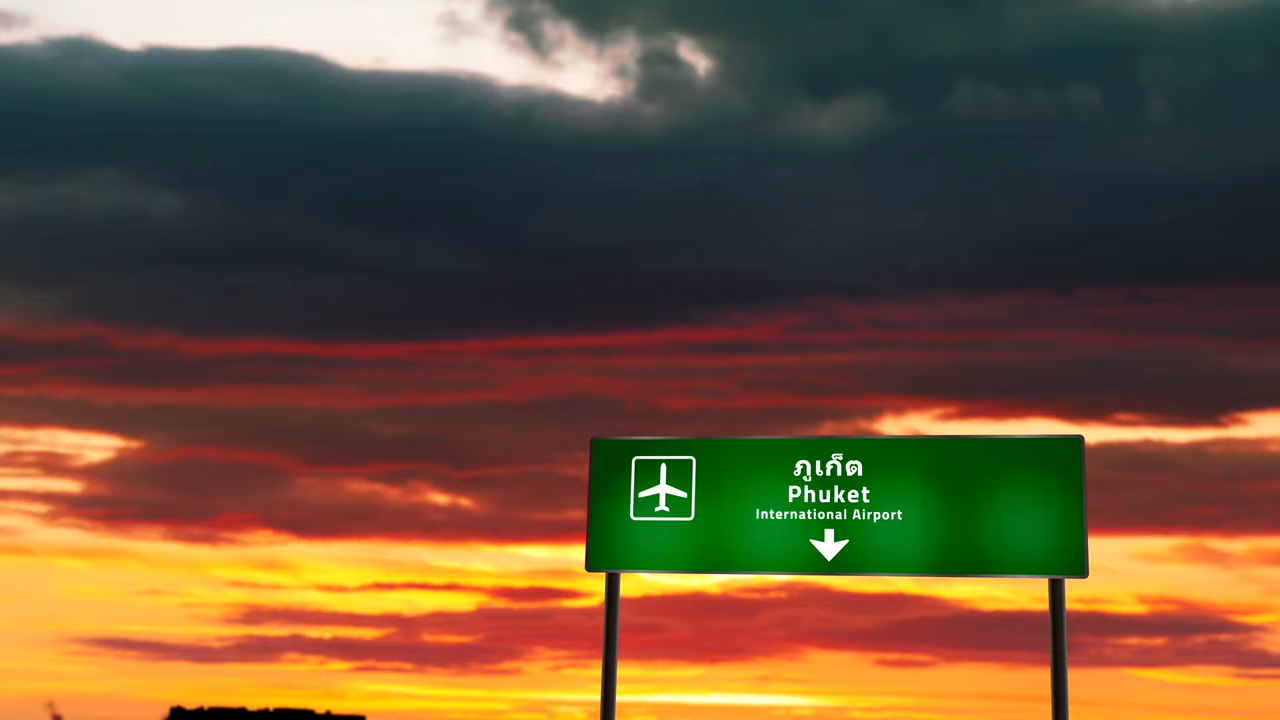 ภูเก็ต
Phuket
International Airport